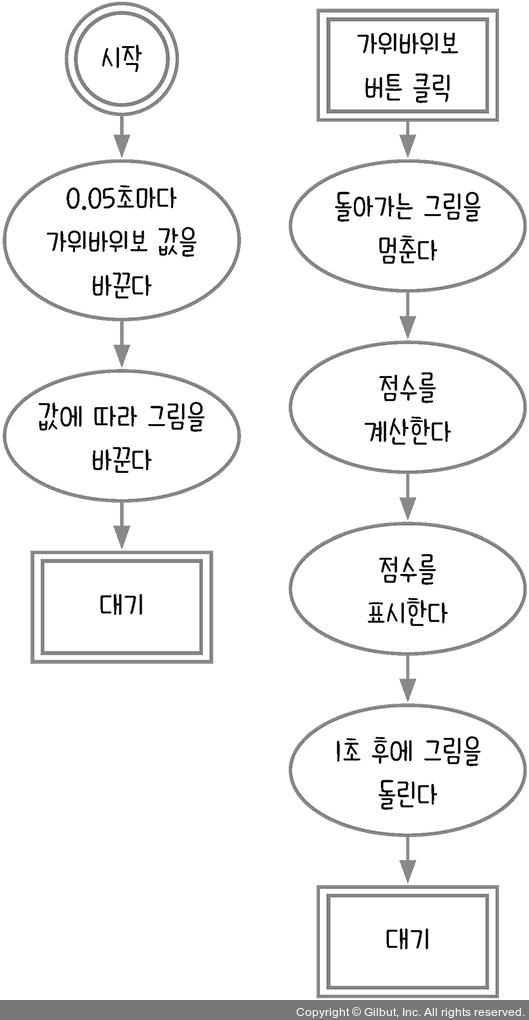 시작
0.05초마다
가위바위보 값을
바꾼다
값에 따라 그림을
바꾼다
대기
가위바위보
버튼 클릭
돌아가는 그림을
멈춘다
점수를
계산한다
점수를
표시한다
1초 후에 그림을
돌린다
대기
Copyright © Gilbut, Inc. All rights reserved.